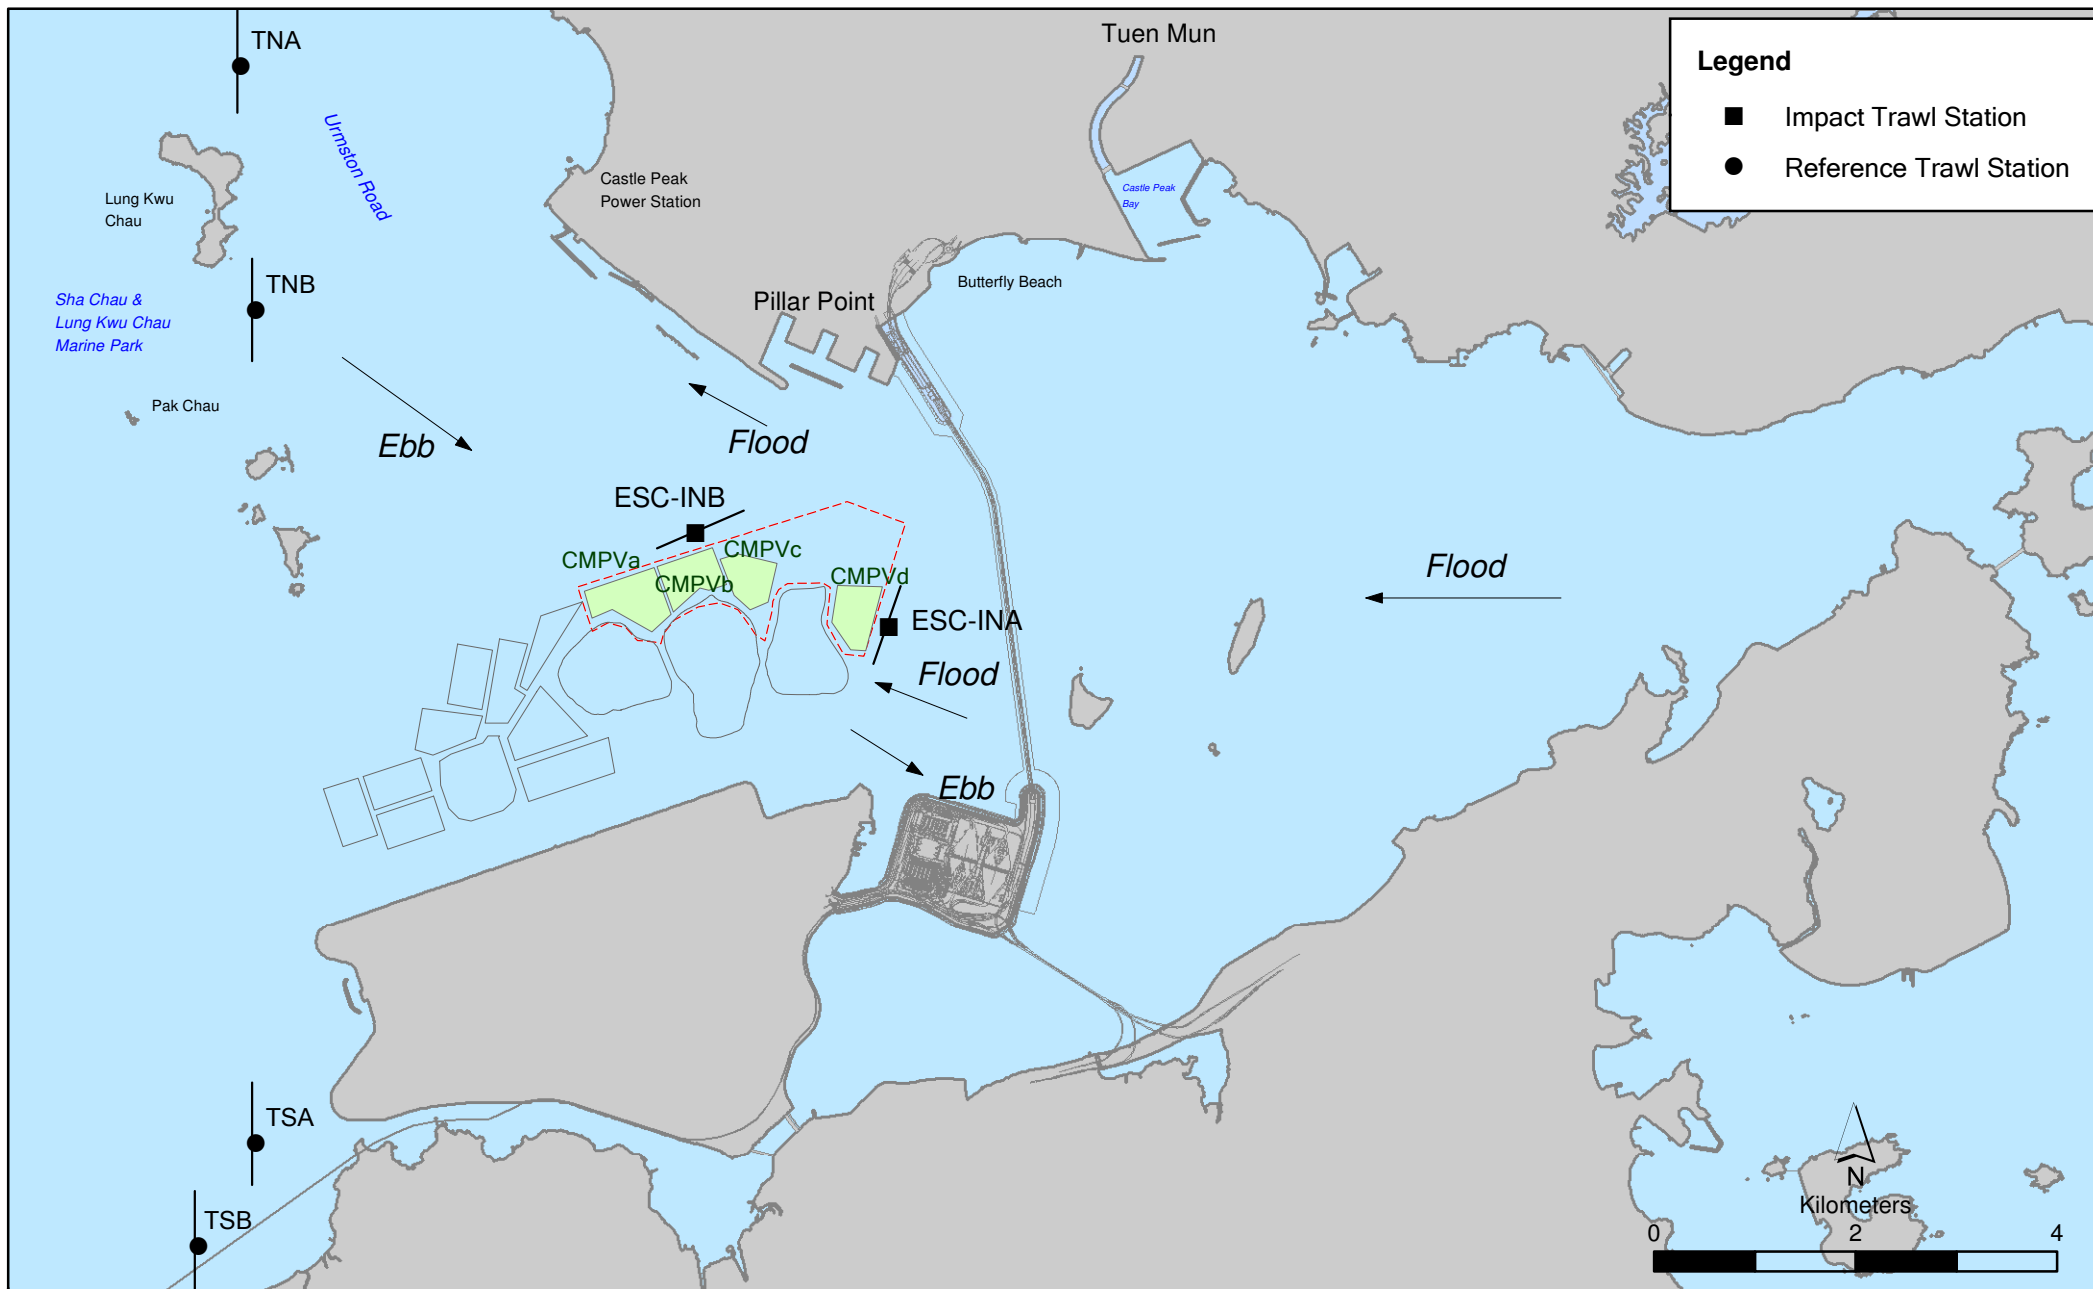 TNA
Tuen Mun
Legend
Impact Trawl Station
Reference Trawl Station
Urmston Road
Castle Peak
Power Station
Castle Peak
Bay
Lung Kwu
Chau
TNB
Butterfly Beach
Sha Chau &
Lung Kwu Chau
Marine Park
Pillar Point
Pak Chau
Ebb
Flood
ESC-INB
CMPVa
CMPVb
CMPVc
CMPVd
Flood
ESC-INA
Flood
Ebb
TSA
TSB
N
Kilometers
0 2 4